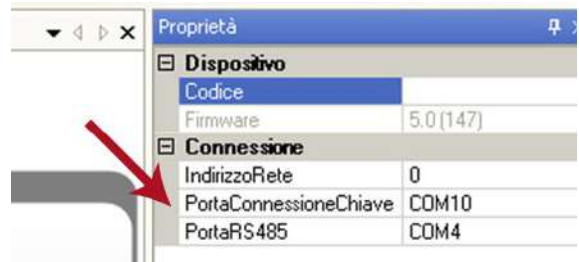 Proprietà
Dispositivo
Codice
Firmware 5.0 (147)
Connessione
IndirizzoRete 0
PortaConnessioneChiave COM10
PortaRS485 COM4